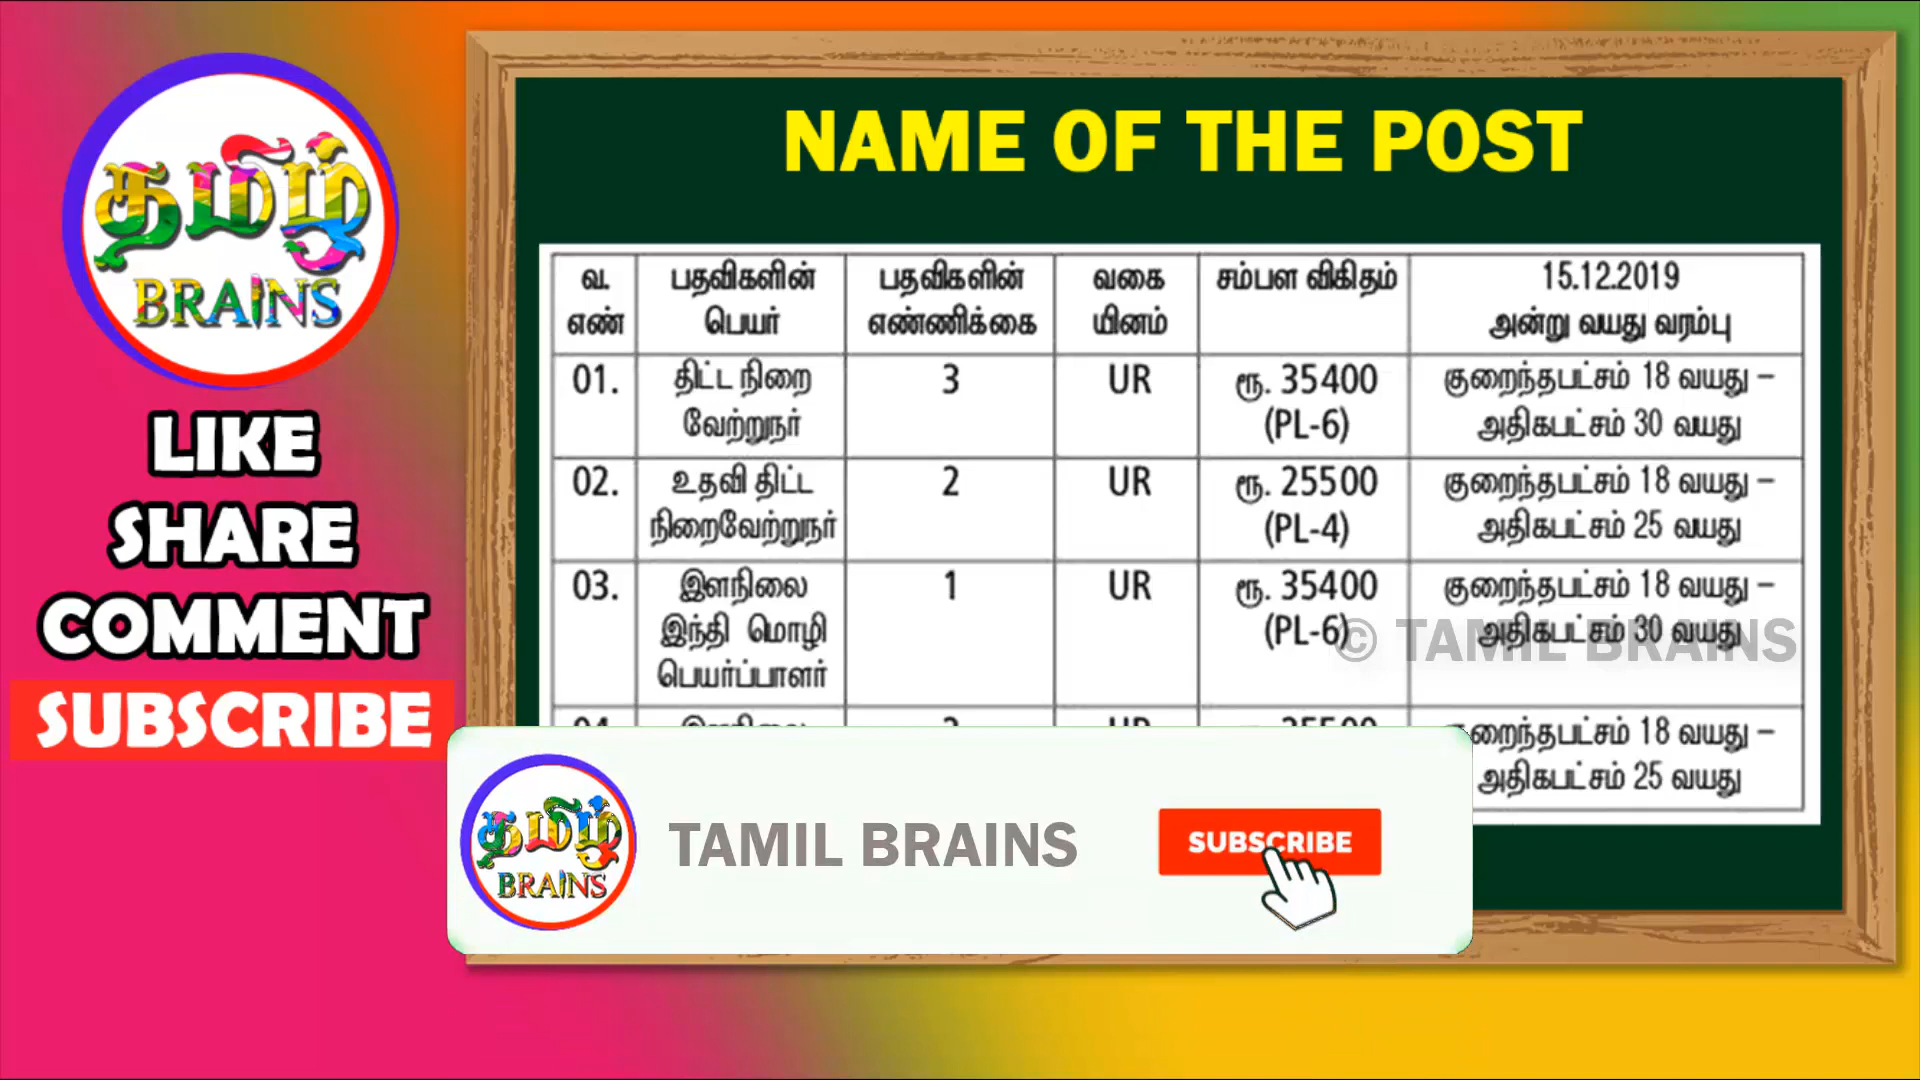 தமிழ்
BRAINS
LIKE
SHARE
COMMENT
SUBSCRIBE
NAME OF THE POST
வ. எண் பதவிகளின் பெயர் பதவிகளின் எண்ணிக்கை வகை யினம் சம்பள விகிதம் 15.12.2019 அன்று வயது வரம்பு
01. திட்ட நிறை வேற்றுநர் 3 UR ரூ. 35400 (PL-6) குறைந்தபட்சம் 18 வயது – அதிகபட்சம் 30 வயது
02. உதவி திட்ட நிறைவேற்றுநர் 2 UR ரூ. 25500 (PL-4) குறைந்தபட்சம் 18 வயது – அதிகபட்சம் 25 வயது
03. இளநிலை இந்தி மொழி பெயர்ப்பாளர் 1 UR ரூ. 35400 (PL-6) குறைந்தபட்சம் 18 வயது – அதிகபட்சம் 30 வயது
© TAMIL BRAINS
குறைந்தபட்சம் 18 வயது – அதிகபட்சம் 25 வயது
தமிழ்
BRAINS
TAMIL BRAINS
SUBSCRIBE